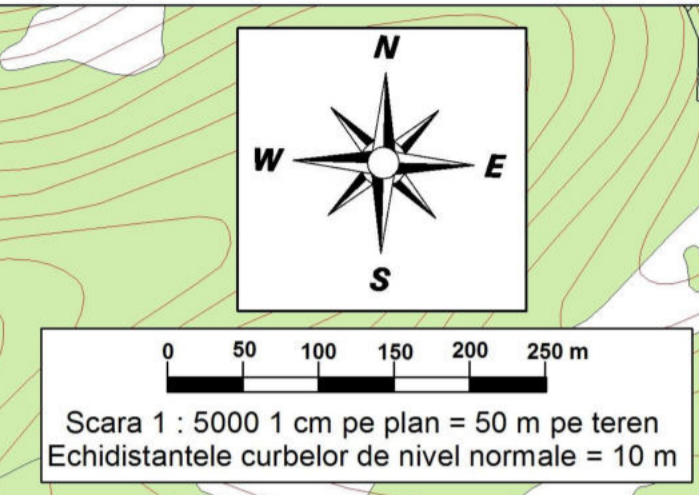 N
W E
S
0 50 100 150 200 250 m
Scara 1 : 5000 1 cm pe plan = 50 m pe teren
Echidistantele curbelor de nivel normale = 10 m